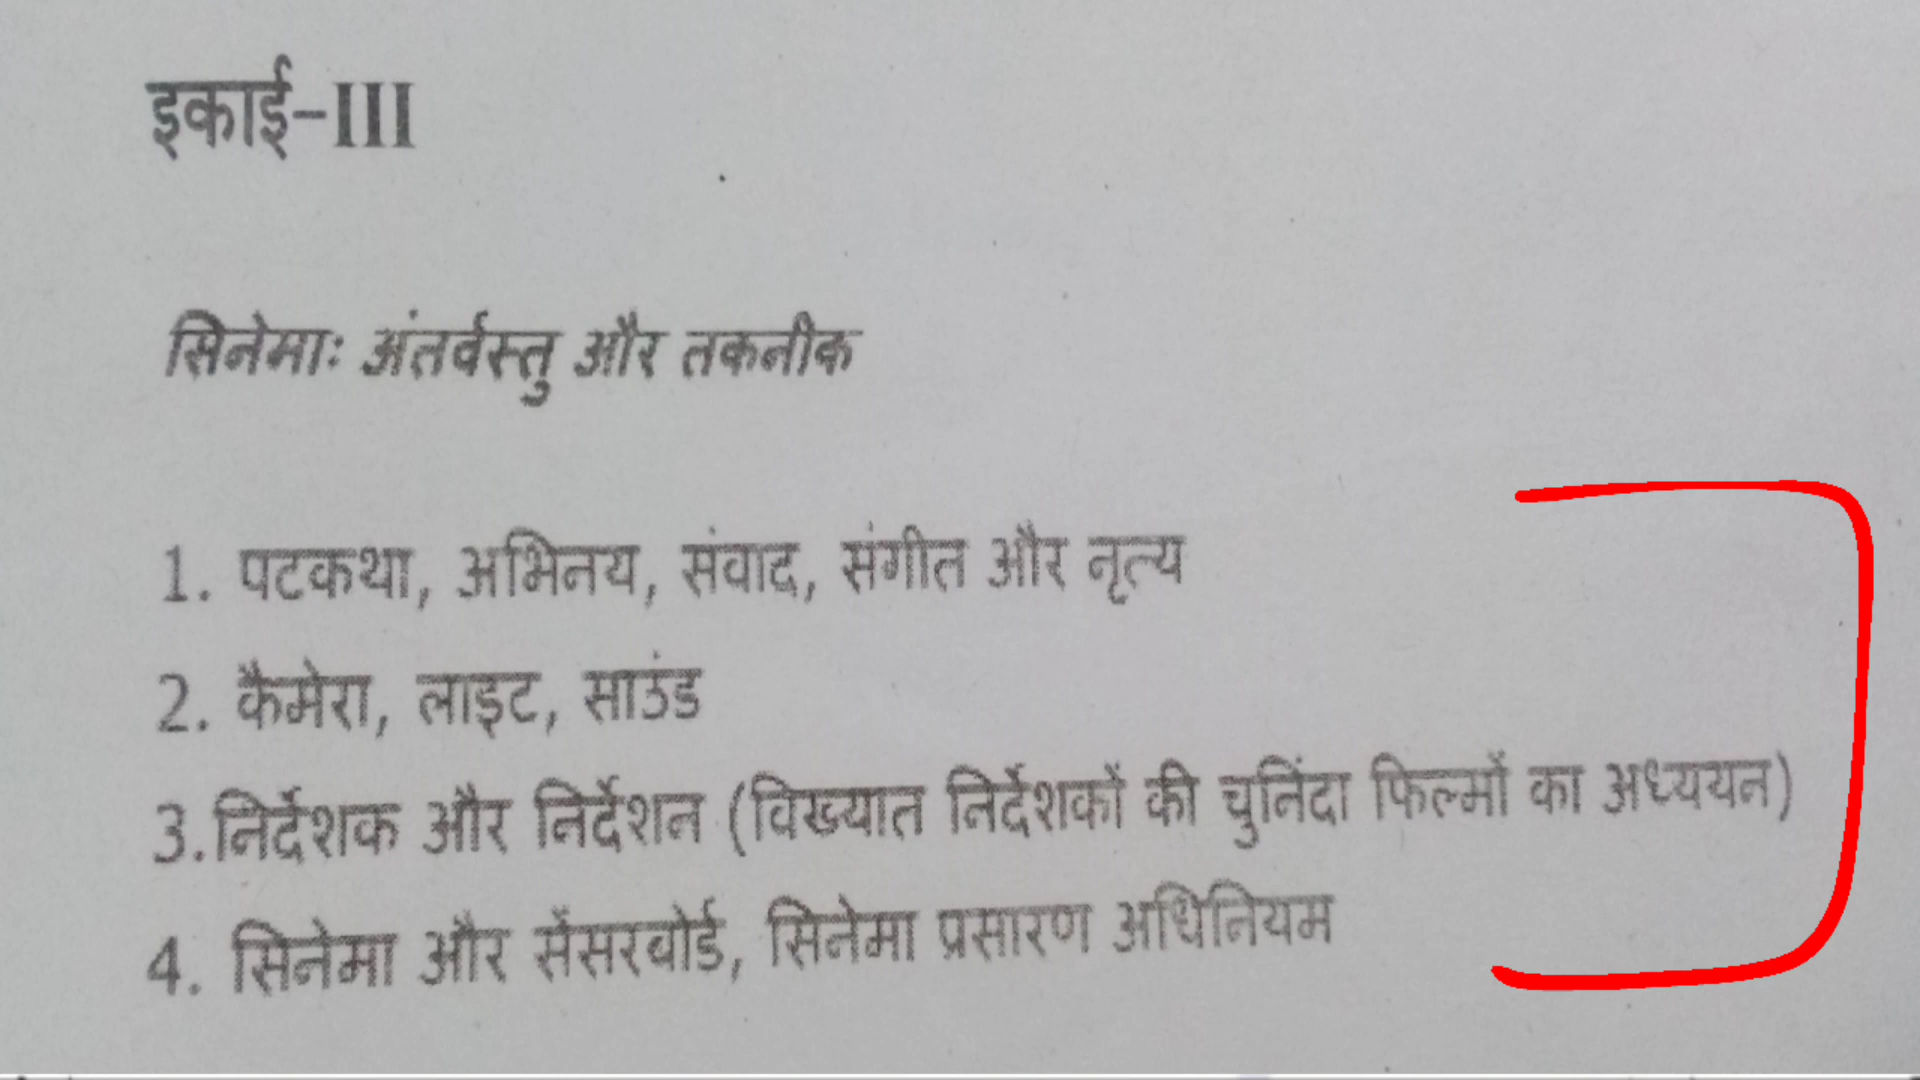 इकाई-III
सिनेमाः अंतर्वस्तु और तकनीक
1. पटकथा, अभिनय, संवाद, संगीत और नृत्य
2. कैमेरा, लाइट, साउंड
3.निर्देशक और निर्देशन (विख्यात निर्देशकों की चुनिंदा फिल्मों का अध्ययन)
4. सिनेमा और सेंसरबोर्ड, सिनेमा प्रसारण अधिनियम